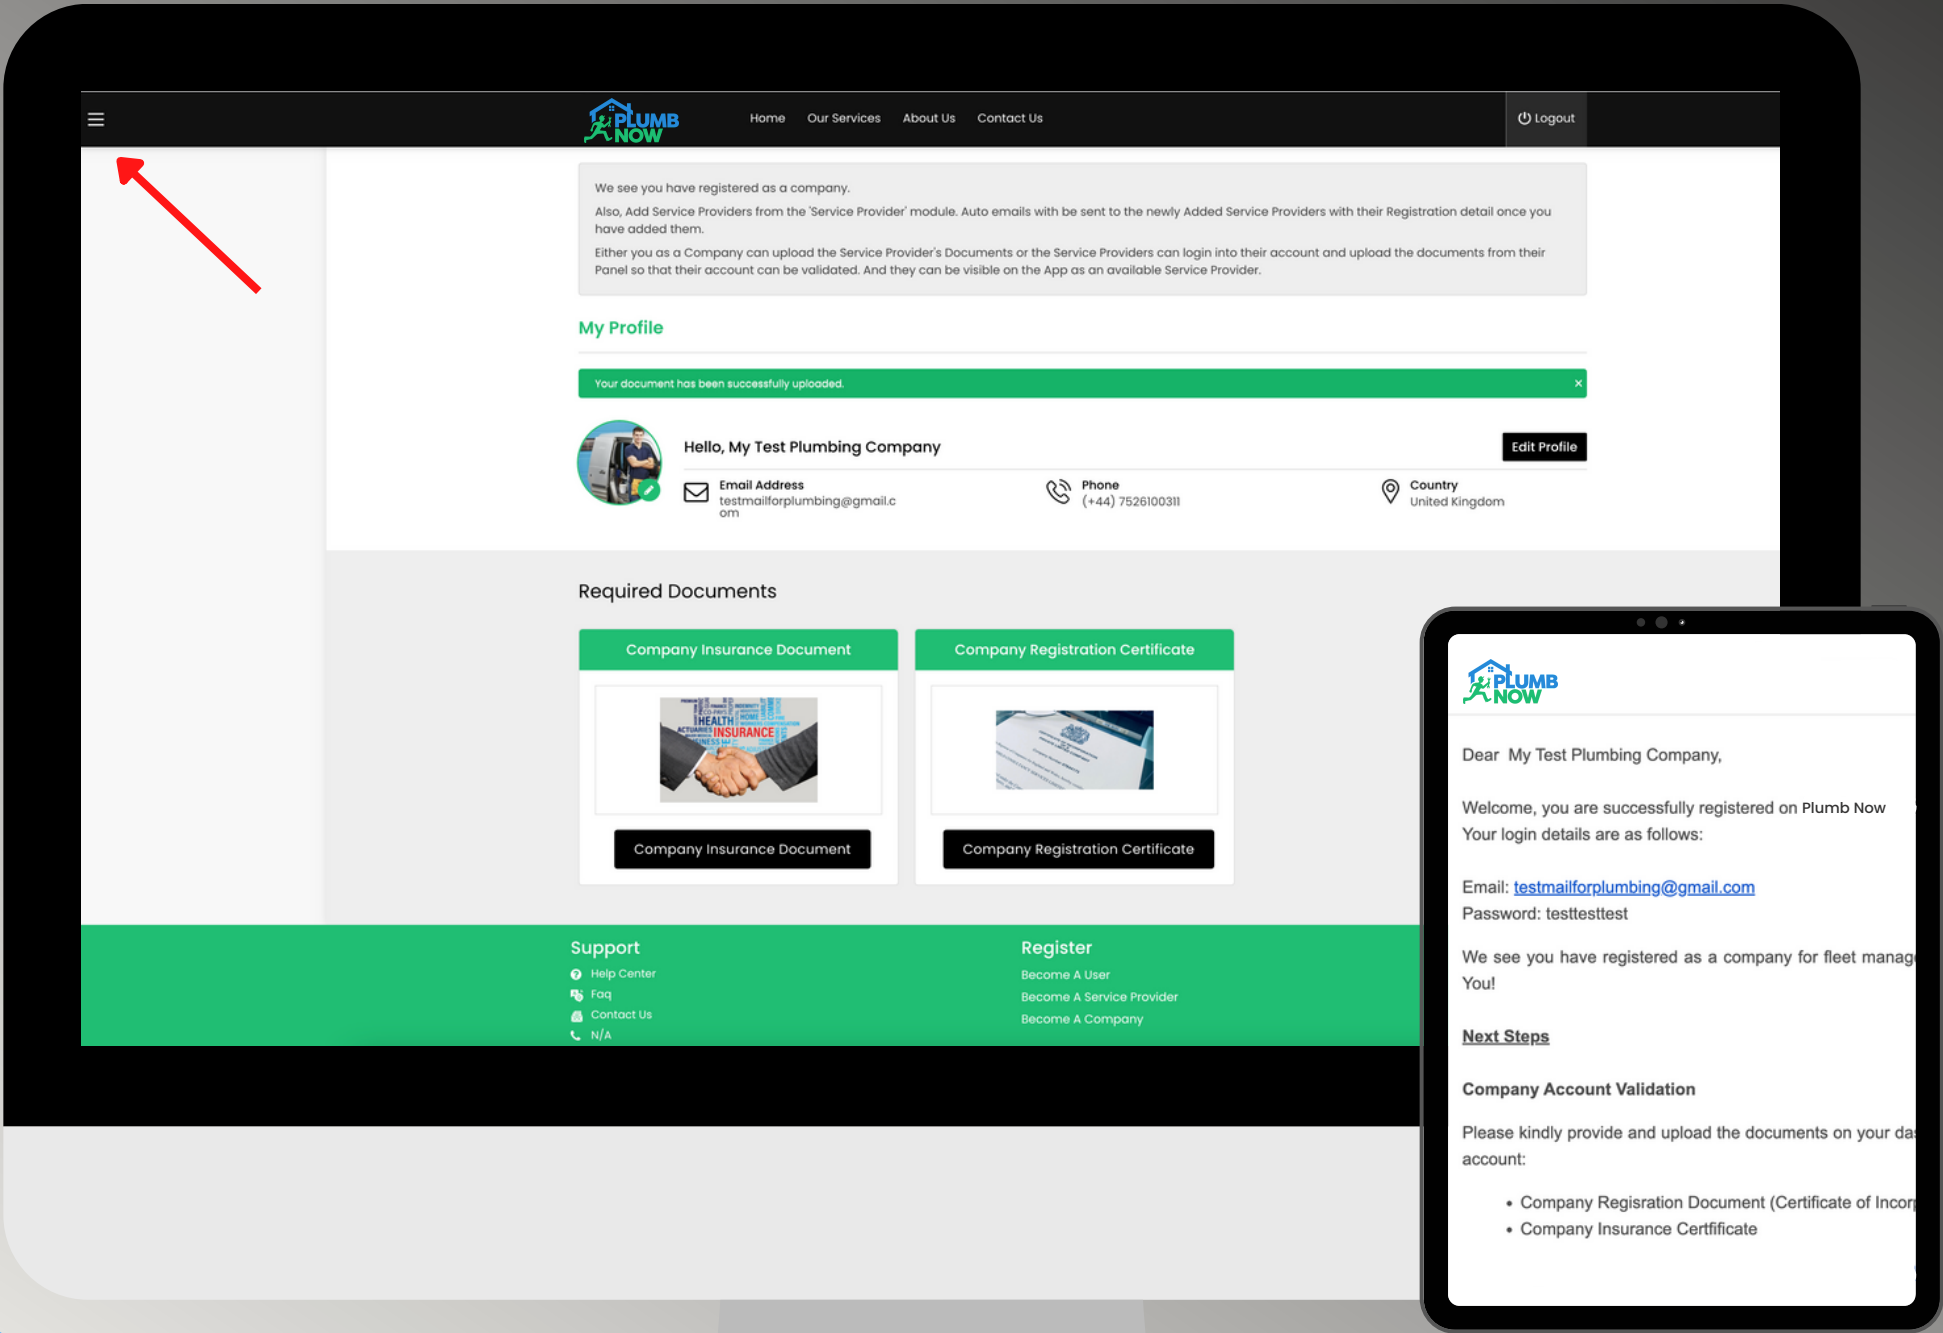 PLUMB
NOW
Home
Our Services
About Us
Contact Us
Logout
We see you have registered as a company.
Also, Add Service Providers from the 'Service Provider' module. Auto emails with be sent to the newly Added Service Providers with their Registration detail once you
have added them.
Either you as a Company can upload the Service Provider's Documents or the Service Providers can login into their account and upload the documents from their
Panel so that their account can be validated. And they can be visible on the App as an available Service Provider.
My Profile
Your document has been successfully uploaded.
Hello, My Test Plumbing Company
Edit Profile
Email Address
testmailforplumbing@gmail.c
om
Phone
(+44) 7526100311
Country
United Kingdom
Required Documents
Company Insurance Document
HEALTH
HOME
ACTUARIES INSURANCE
Company Insurance Document
Company Registration Certificate
Company Registration Certificate
Support
Help Center
Faq
Contact Us
N/A
Register
Become A User
Become A Service Provider
Become A Company
PLUMB
NOW
Dear My Test Plumbing Company,
Welcome, you are successfully registered on Plumb Now
Your login details are as follows:
Email: testmailforplumbing@gmail.com
Password: testtesttest
We see you have registered as a company for fleet manag
You!
Next Steps
Company Account Validation
Please kindly provide and upload the documents on your da
account:
• Company Regisration Document (Certificate of Incor
• Company Insurance Certfificate